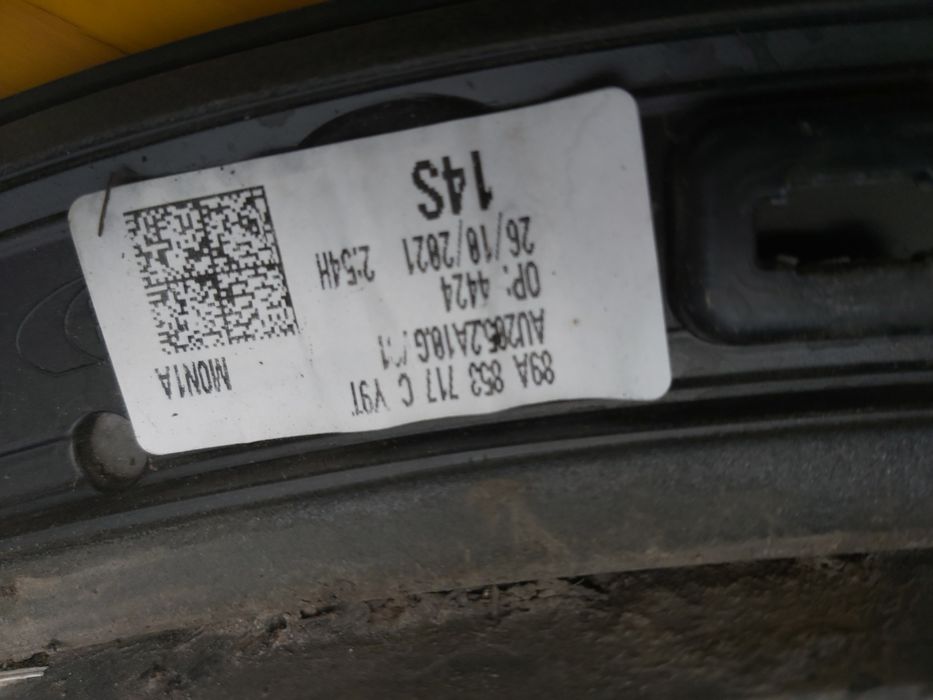 89A 853 717 C Y9T
MON1A
OP: 4424
26/10/2021 2:54H
14S